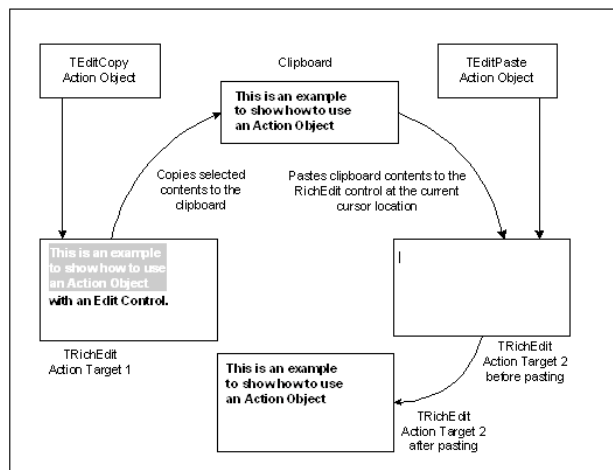 TEditCopy
Action Object
Clipboard
TEditPaste
Action Object
This is an example
to show how to use
an Action Object
Copies selected
contents to the
clipboard
Pastes clipboard contents to the
RichEdit control at the current
cursor location
This is an example
to show how to use
an Action Object
with an Edit Control.
TRichEdit
Action Target 1
TRichEdit
Action Target 2
before pasting
This is an example
to show how to use
an Action Object
TRichEdit
Action Target 2
after pasting